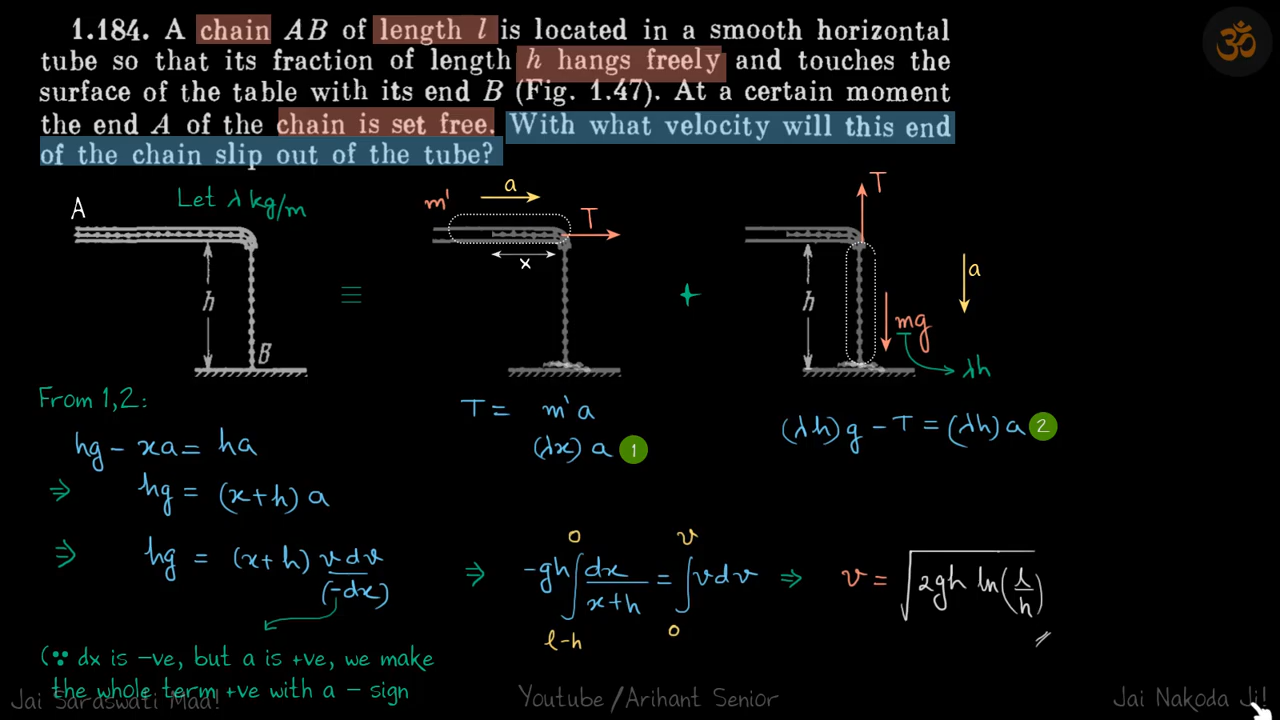 1.184. A chain AB of length l is located in a smooth horizontal
tube so that its fraction of length h hangs freely and touches the
surface of the table with its end B (Fig. 1.47). At a certain moment
the end A of the chain is set free. With what velocity will this end
of the chain slip out of the tube?
ॐ
A
Let λ kg/m
h
B
≡
m'
a
T
x
+
T
h
a
mg
λh
T = m'a
(λx) a 1
(λh)g - T = (λh) a 2
From 1,2:
hg - xa = ha
⇒ hg = (x+h) a
⇒ hg = (x+h) v dv/(-dx)
⇒ -gh ∫_{l-h}^{0} dx/(x+h) = ∫_{0}^{v} v dv ⇒ v = √(2gh ln(l/h))
(∵ dx is -ve, but a is +ve, we make
the whole term +ve with a - sign
Jai Saraswati Maa!
Youtube /Arihant Senior
Jai Nakoda Ji!